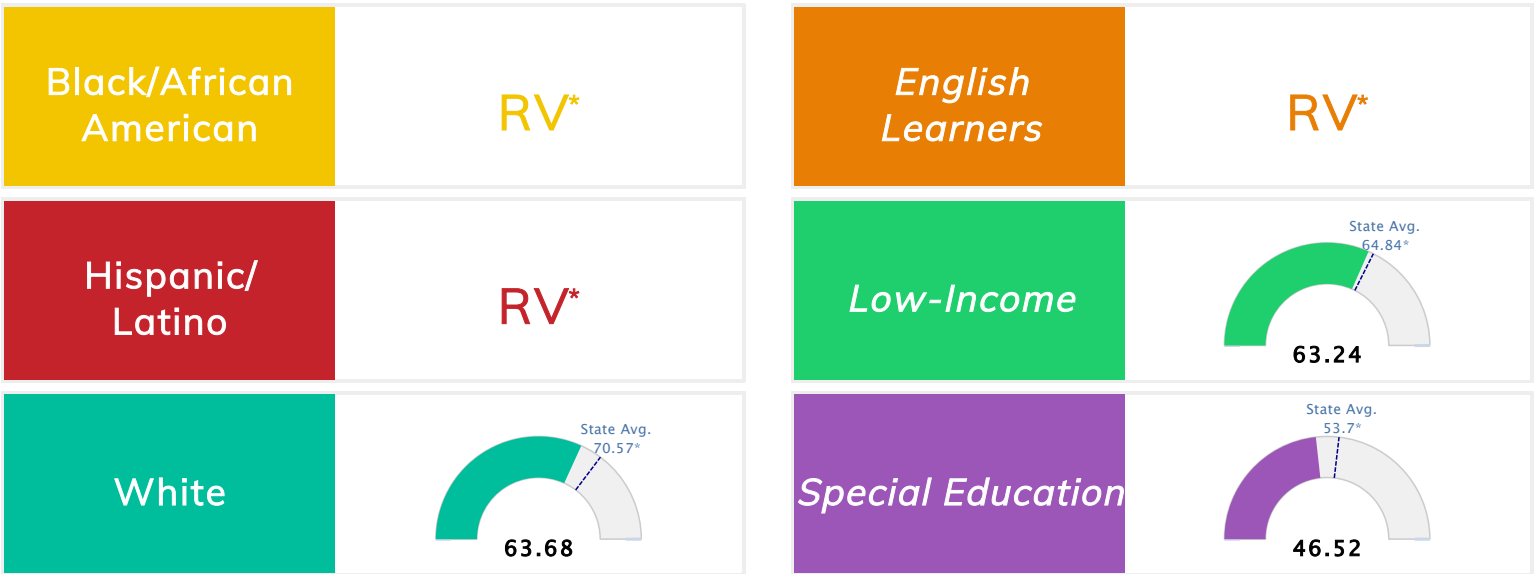 Black/African
American
RV*
English
Learners
RV*
Hispanic/
Latino
RV*
Low-Income
State Avg.
64.84*
63.24
White
State Avg.
70.57*
63.68
Special Education
State Avg.
53.7*
46.52